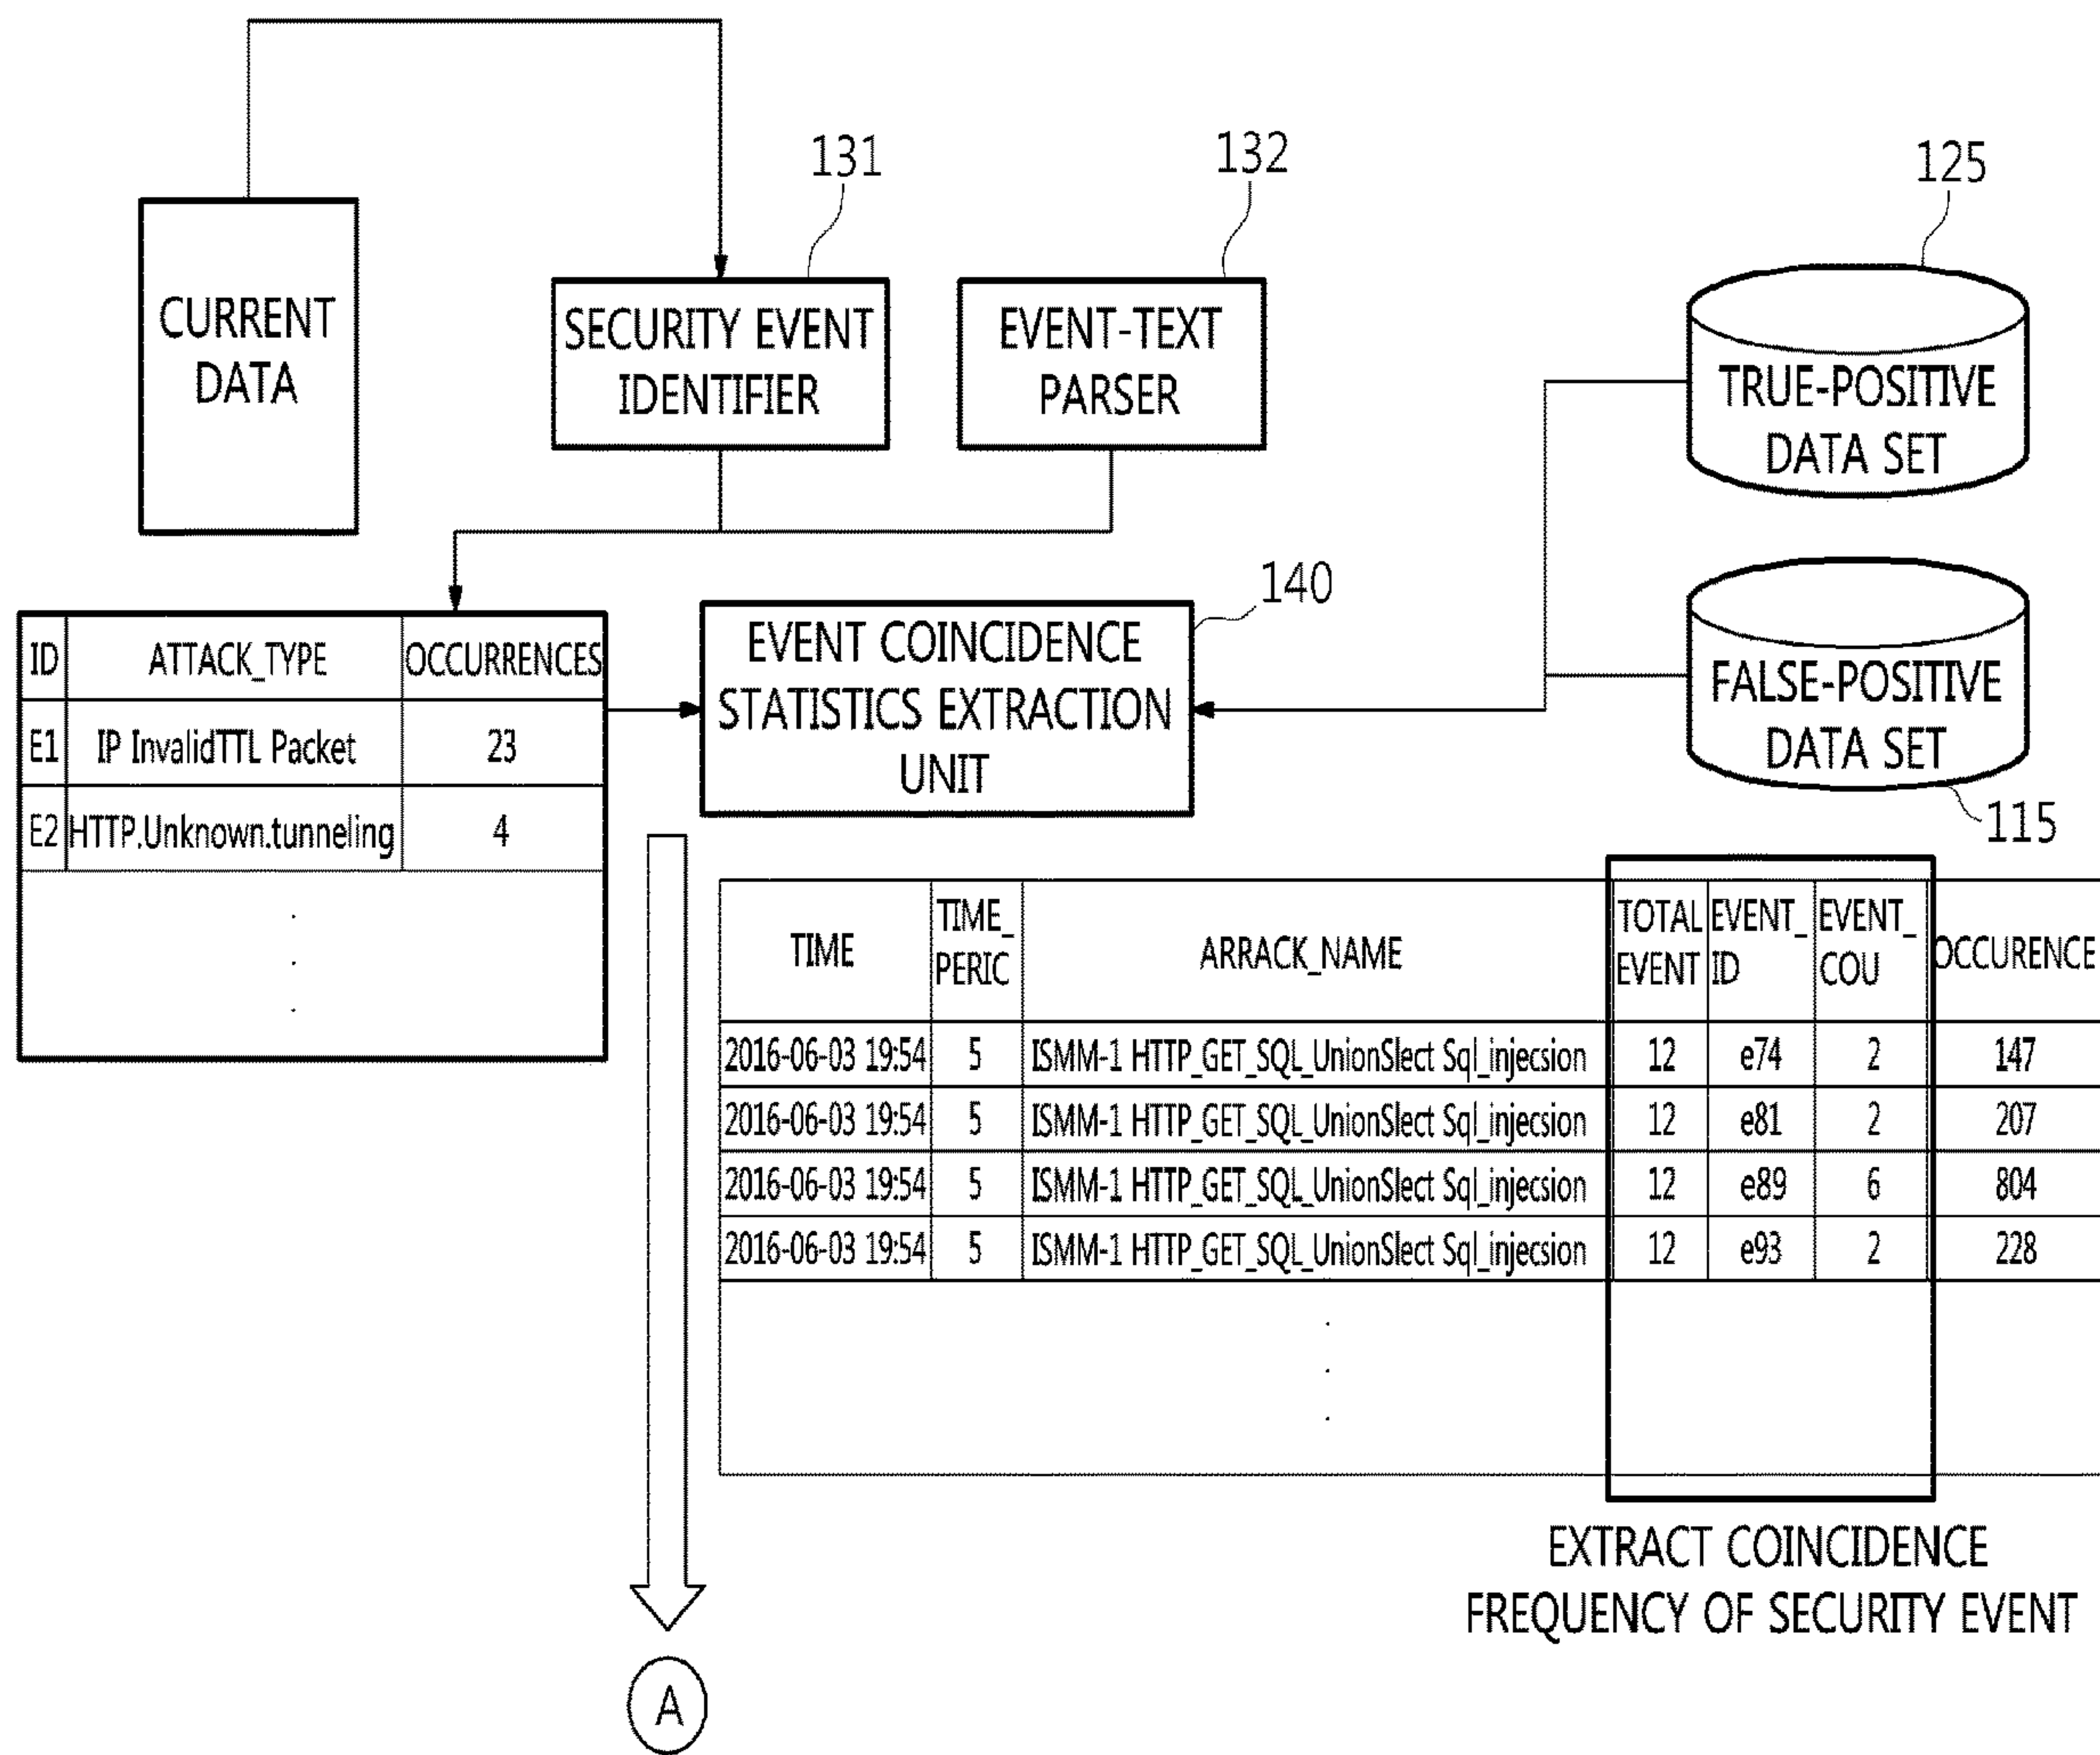 131
132
125
CURRENT
DATA
SECURITY EVENT
IDENTIFIER
EVENT-TEXT
PARSER
TRUE-POSITIVE
DATA SET
140
ID ATTACK_TYPE OCCURRENCES
E1 IP InvalidTTL Packet 23
E2 HTTP.Unknown.tunneling 4
EVENT COINCIDENCE
STATISTICS EXTRACTION
UNIT
FALSE-POSITIVE
DATA SET
115
TIME TIME_ ARRACK_NAME TOTAL EVENT_ EVENT_ OCCURENCE
PERIC EVENT ID COU
2016-06-03 19:54 5 ISMM-1 HTTP_GET_SQL_UnionSlect Sql_injecsion 12 e74 2 147
2016-06-03 19:54 5 ISMM-1 HTTP_GET_SQL_UnionSlect Sql_injecsion 12 e81 2 207
2016-06-03 19:54 5 ISMM-1 HTTP_GET_SQL_UnionSlect Sql_injecsion 12 e89 6 804
2016-06-03 19:54 5 ISMM-1 HTTP_GET_SQL_UnionSlect Sql_injecsion 12 e93 2 228
EXTRACT COINCIDENCE
FREQUENCY OF SECURITY EVENT
A